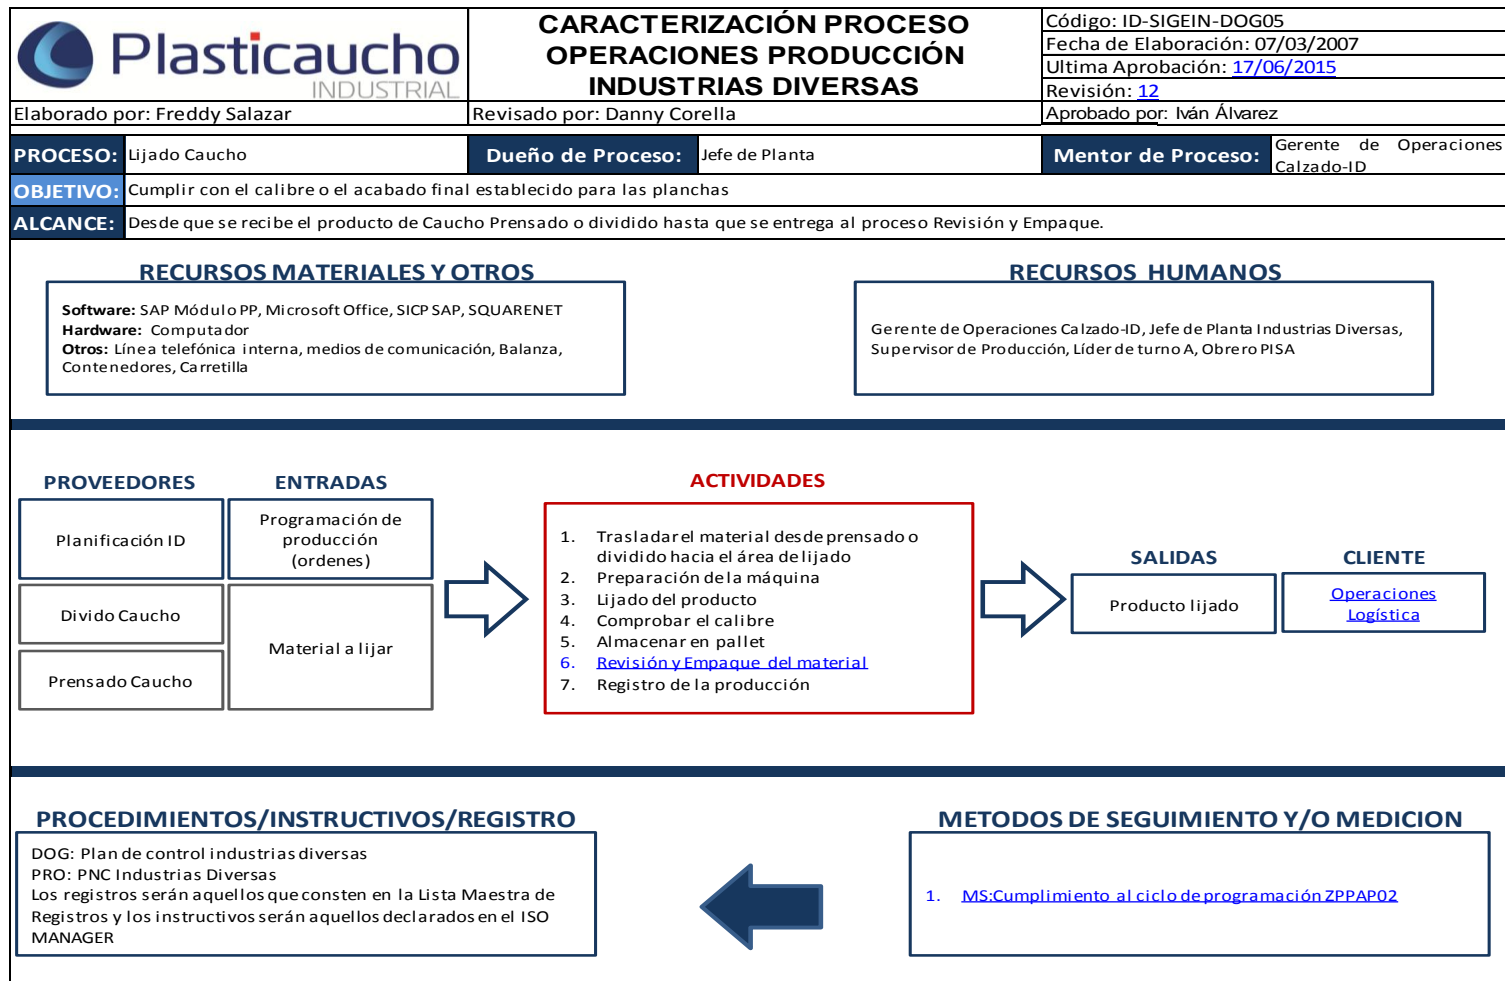 Plasticaucho
INDUSTRIAL
CARACTERIZACIÓN PROCESO
OPERACIONES PRODUCCIÓN
INDUSTRIAS DIVERSAS
Código: ID-SIGEIN-DOG05
Fecha de Elaboración: 07/03/2007
Ultima Aprobación: 17/06/2015
Revisión: 12
Elaborado por: Freddy Salazar
Revisado por: Danny Corella
Aprobado por: Iván Álvarez
PROCESO: Lijado Caucho
Dueño de Proceso: Jefe de Planta
Mentor de Proceso: Gerente de Operaciones
Calzado-ID
OBJETIVO: Cumplir con el calibre o el acabado final establecido para las planchas
ALCANCE: Desde que se recibe el producto de Caucho Prensado o dividido hasta que se entrega al proceso Revisión y Empaque.
RECURSOS MATERIALES Y OTROS
Software: SAP Módulo PP, Microsoft Office, SICP SAP, SQUARENET
Hardware: Computador
Otros: Línea telefónica interna, medios de comunicación, Balanza,
Contenedores, Carretilla
RECURSOS HUMANOS
Gerente de Operaciones Calzado-ID, Jefe de Planta Industrias Diversas,
Supervisor de Producción, Líder de turno A, Obrero PISA
PROVEEDORES
Planificación ID
Divido Caucho
Prensado Caucho
ENTRADAS
Programación de
producción
(ordenes)
Material a lijar
ACTIVIDADES
1. Trasladar el material desde prensado o
dividido hacia el área de lijado
2. Preparación de la máquina
3. Lijado del producto
4. Comprobar el calibre
5. Almacenar en pallet
6. Revisión y Empaque del material
7. Registro de la producción
SALIDAS
Producto lijado
CLIENTE
Operaciones
Logística
PROCEDIMIENTOS/INSTRUCTIVOS/REGISTRO
DOG: Plan de control industrias diversas
PRO: PNC Industrias Diversas
Los registros serán aquellos que consten en la Lista Maestra de
Registros y los instructivos serán aquellos declarados en el ISO
MANAGER
METODOS DE SEGUIMIENTO Y/O MEDICION
1. MS:Cumplimiento al ciclo de programación ZPPAP02